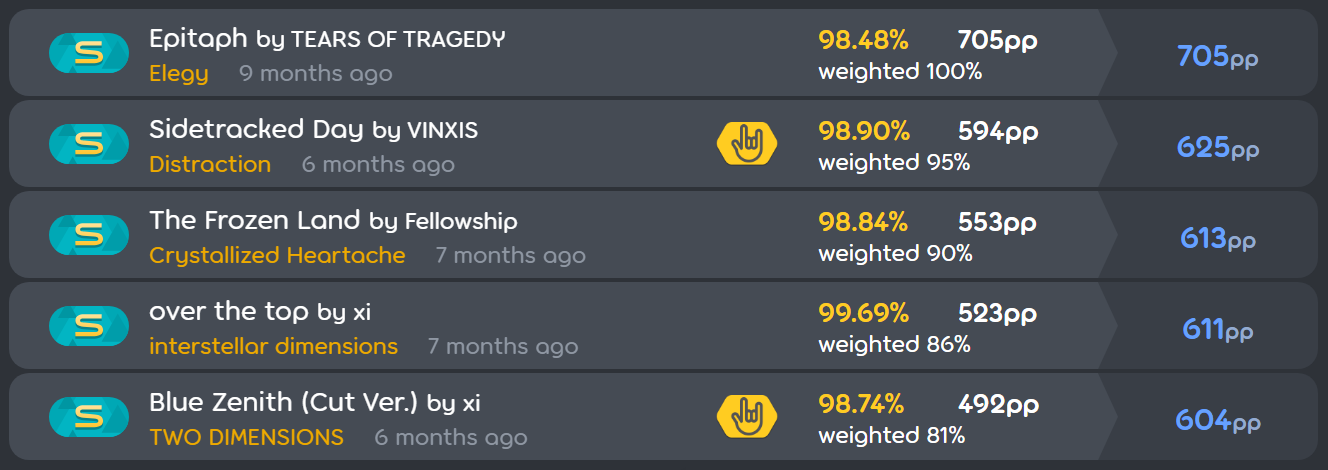 S Epitaph by TEARS OF TRAGEDY 98.48% 705pp 705pp
Elegy 9 months ago weighted 100%
S Sidetracked Day by VINXIS 98.90% 594pp 625pp
Distraction 6 months ago weighted 95%
S The Frozen Land by Fellowship 98.84% 553pp 613pp
Crystallized Heartache 7 months ago weighted 90%
S over the top by xi 99.69% 523pp 611pp
interstellar dimensions 7 months ago weighted 86%
S Blue Zenith (Cut Ver.) by xi 98.74% 492pp 604pp
TWO DIMENSIONS 6 months ago weighted 81%